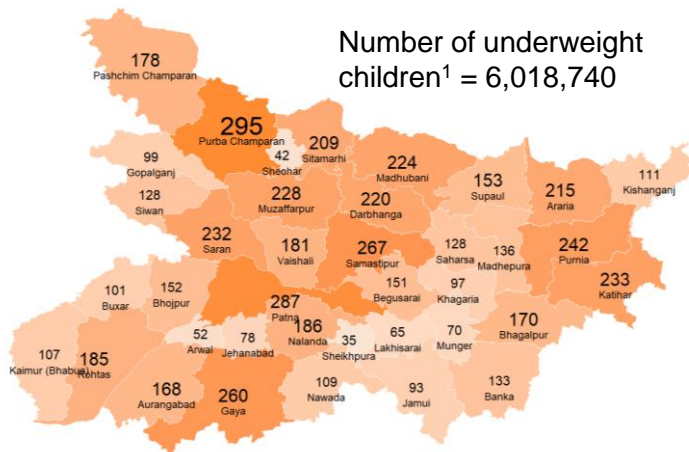 Number of underweight
children¹ = 6,018,740
178
Pashchim Champaran
295
Purba Champaran
42
Sheohar
209
Sitamarhi
224
Madhubani
99
Gopalganj
128
Siwan
228
Muzaffarpur
220
Darbhanga
153
Supaul
215
Araria
111
Kishanganj
232
Saran
181
Vaishali
267
Samastipur
128
Saharsa
136
Madhepura
242
Purnia
233
Katihar
101
Buxar
152
Bhojpur
287
Patna
151
Begusarai
97
Khagaria
107
Kaimur (Bhabua)
185
Rohtas
52
Arwal
78
Jehanabad
186
Nalanda
35
Sheikhpura
65
Lakhisarai
70
Munger
170
Bhagalpur
168
Aurangabad
260
Gaya
109
Nawada
93
Jamui
133
Banka